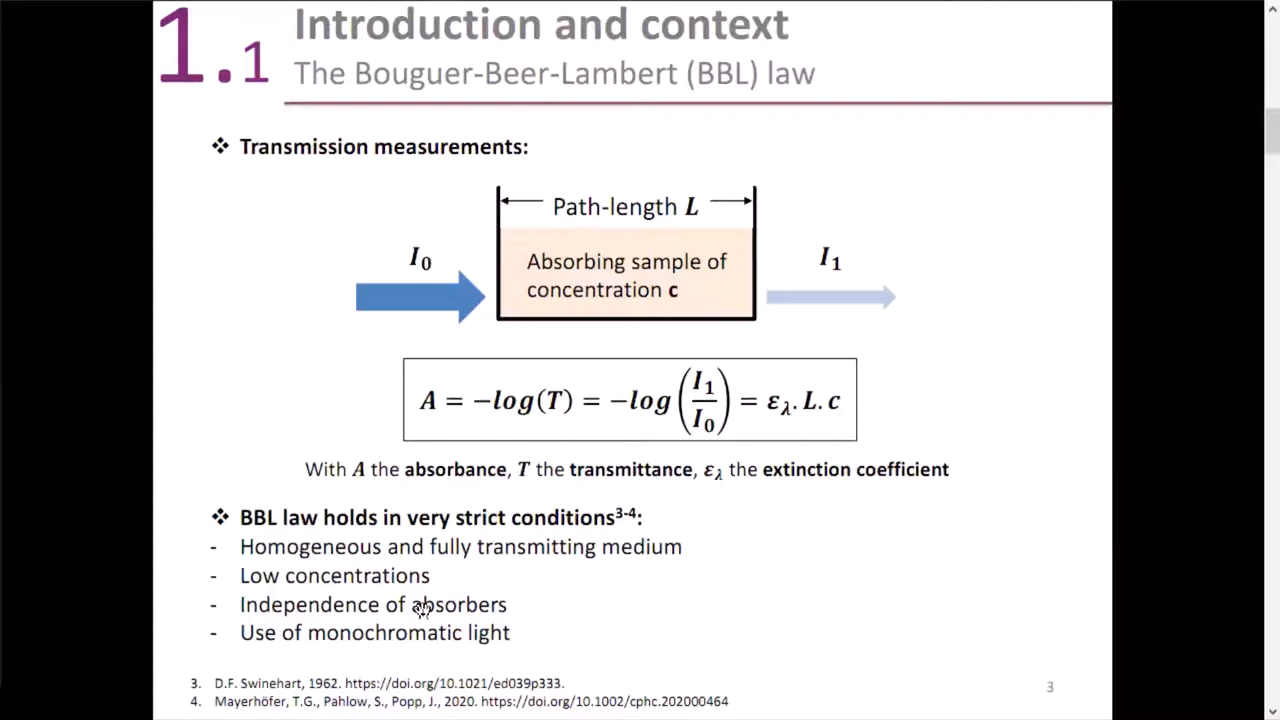 1.1
Introduction and context
The Bouguer-Beer-Lambert (BBL) law
❖ Transmission measurements:
Path-length L
I₀
Absorbing sample of
concentration c
I₁
A = −log(T) = −log(I₁/I₀) = ελ. L. c
With A the absorbance, T the transmittance, ελ the extinction coefficient
❖ BBL law holds in very strict conditions³⁻⁴:
- Homogeneous and fully transmitting medium
- Low concentrations
- Independence of absorbers
- Use of monochromatic light
3. D.F. Swinehart, 1962. https://doi.org/10.1021/ed039p333.
4. Mayerhöfer, T.G., Pahlow, S., Popp, J., 2020. https://doi.org/10.1002/cphc.202000464
3